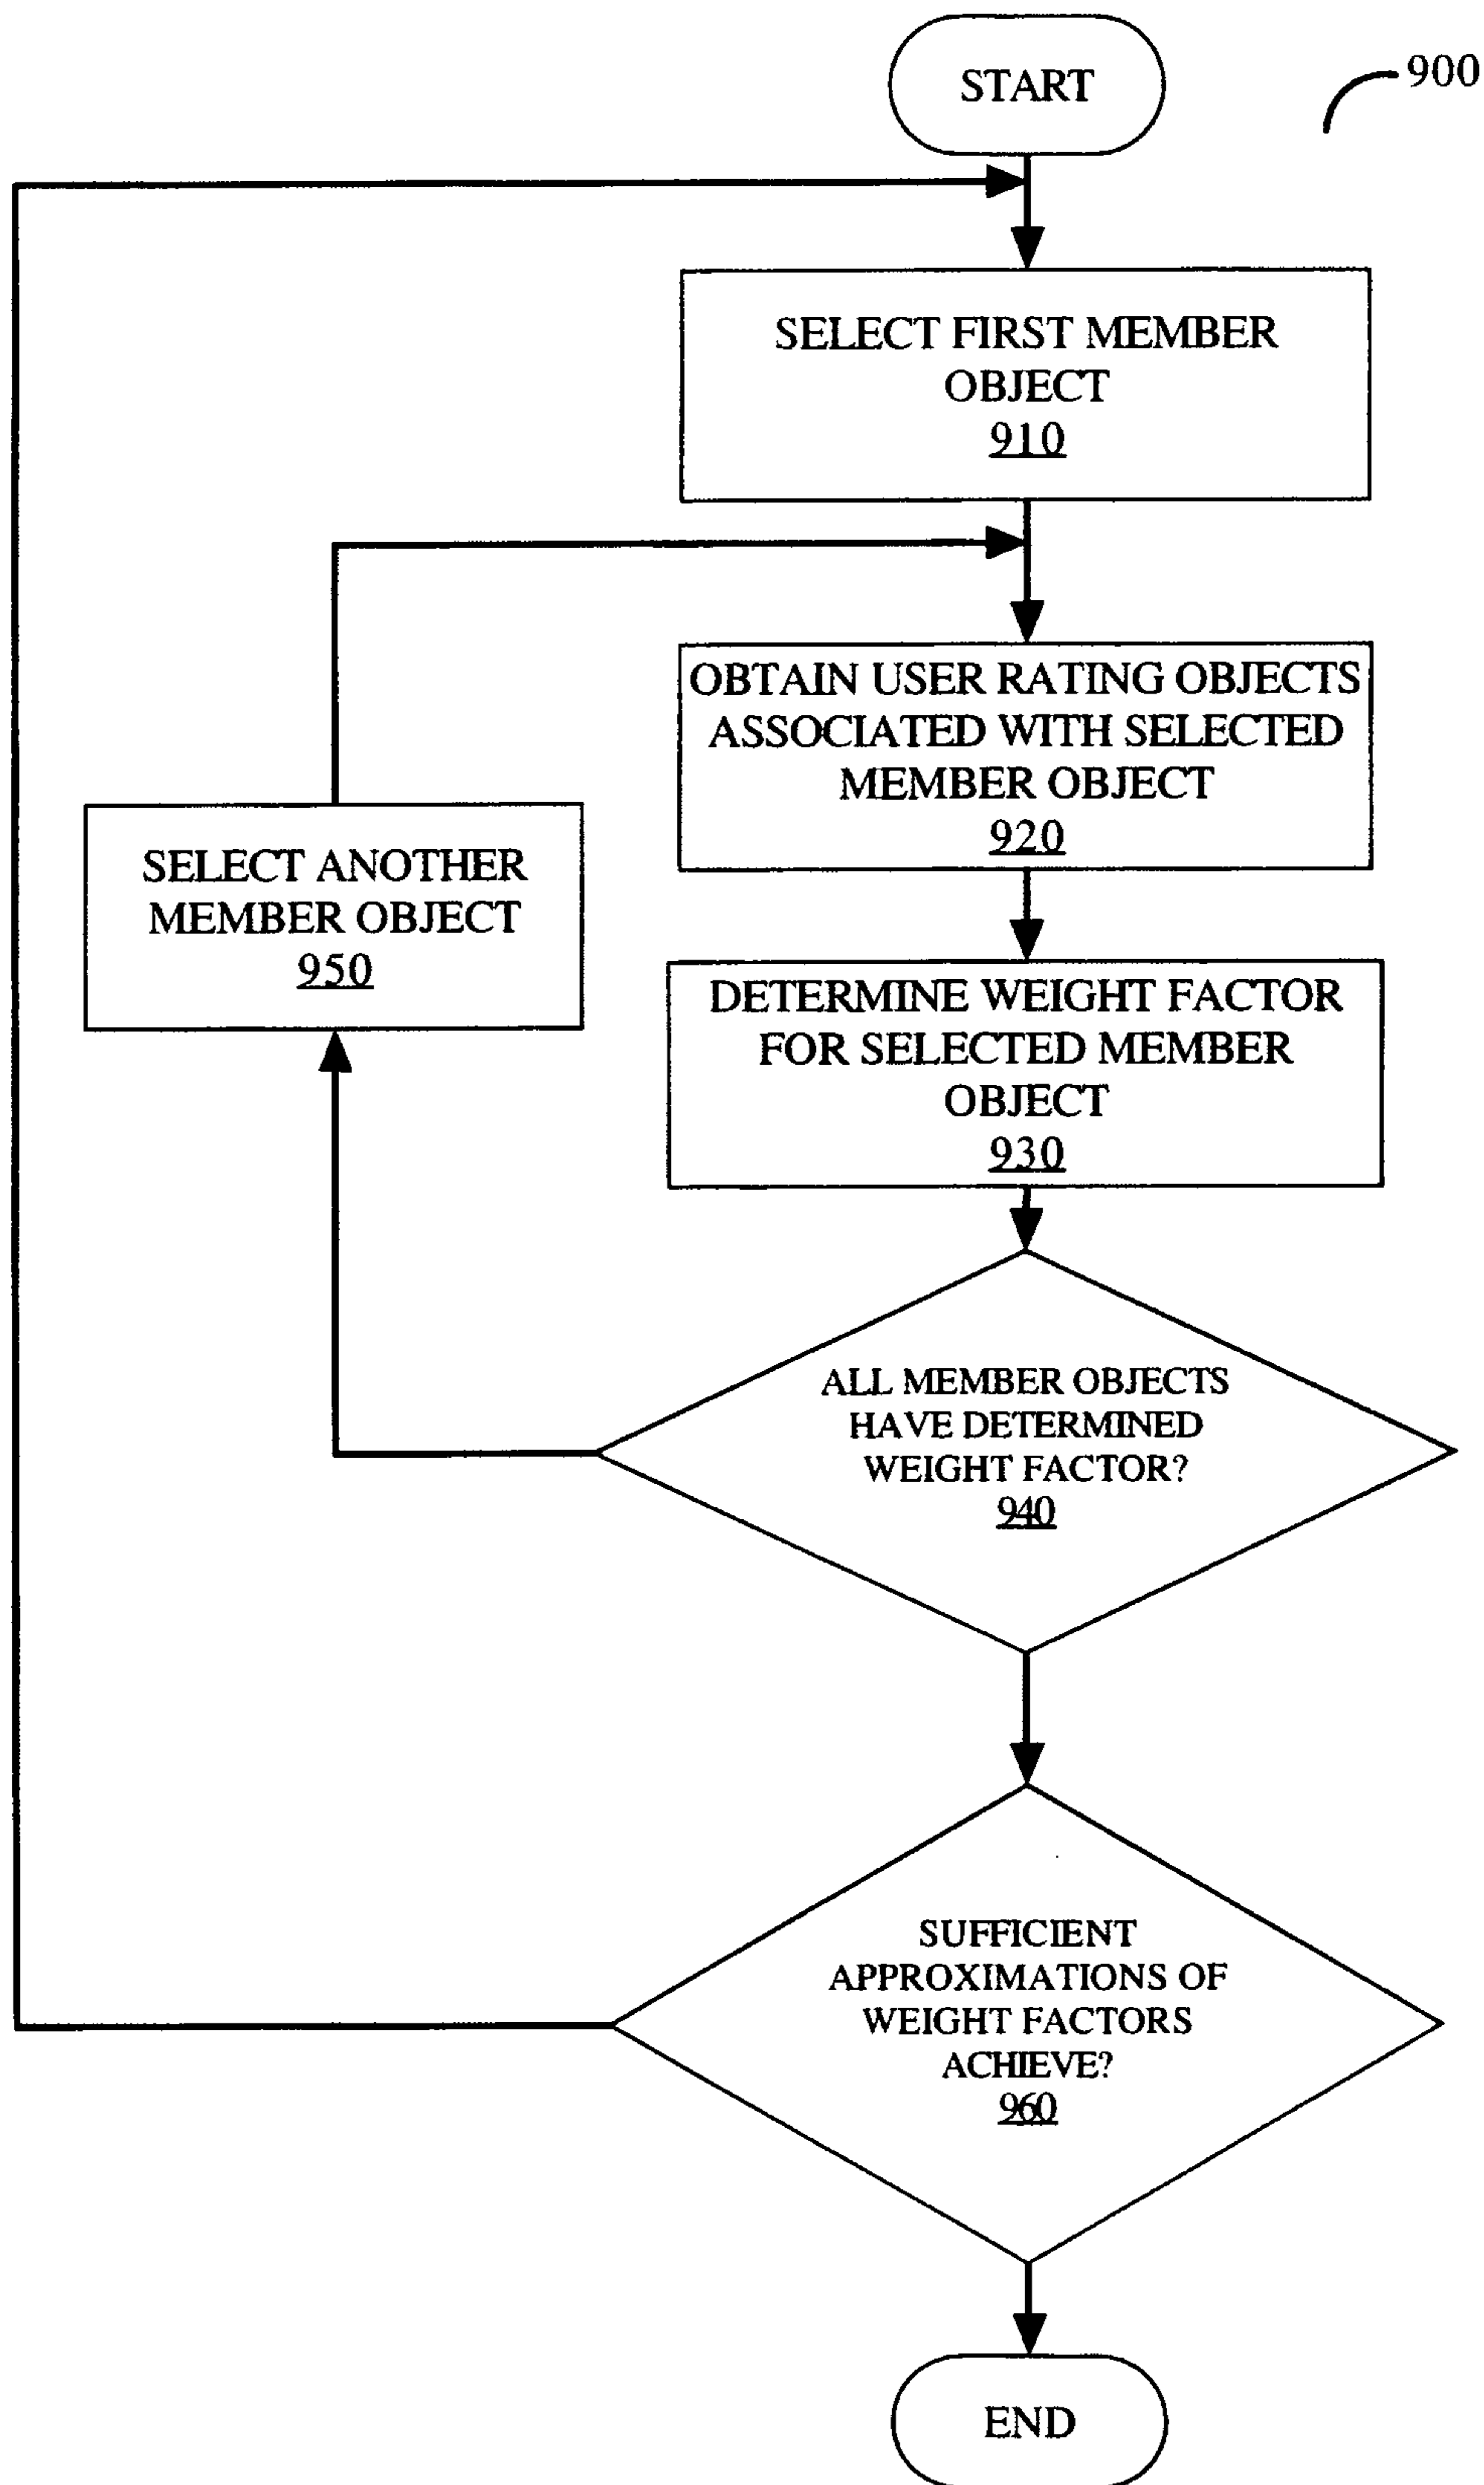 START
900
SELECT FIRST MEMBER
OBJECT
910
OBTAIN USER RATING OBJECTS
ASSOCIATED WITH SELECTED
MEMBER OBJECT
920
SELECT ANOTHER
MEMBER OBJECT
950
DETERMINE WEIGHT FACTOR
FOR SELECTED MEMBER
OBJECT
930
ALL MEMBER OBJECTS
HAVE DETERMINED
WEIGHT FACTOR?
940
SUFFICIENT
APPROXIMATIONS OF
WEIGHT FACTORS
ACHIEVE?
960
END